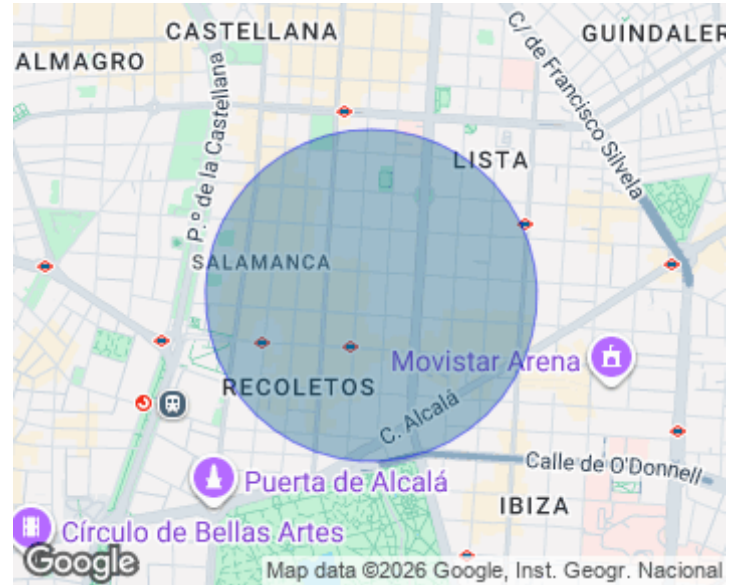 CASTELLANA
GUINDALER
ALMAGRO
C/ de Francisco Silvela
P.º de la Castellana
LISTA
SALAMANCA
Movistar Arena
RECOLETOS
C. Alcalá
Calle de O'Donnell
Puerta de Alcalá
IBIZA
Círculo de Bellas Artes
Google
Map data ©2026 Google, Inst. Geogr. Nacional